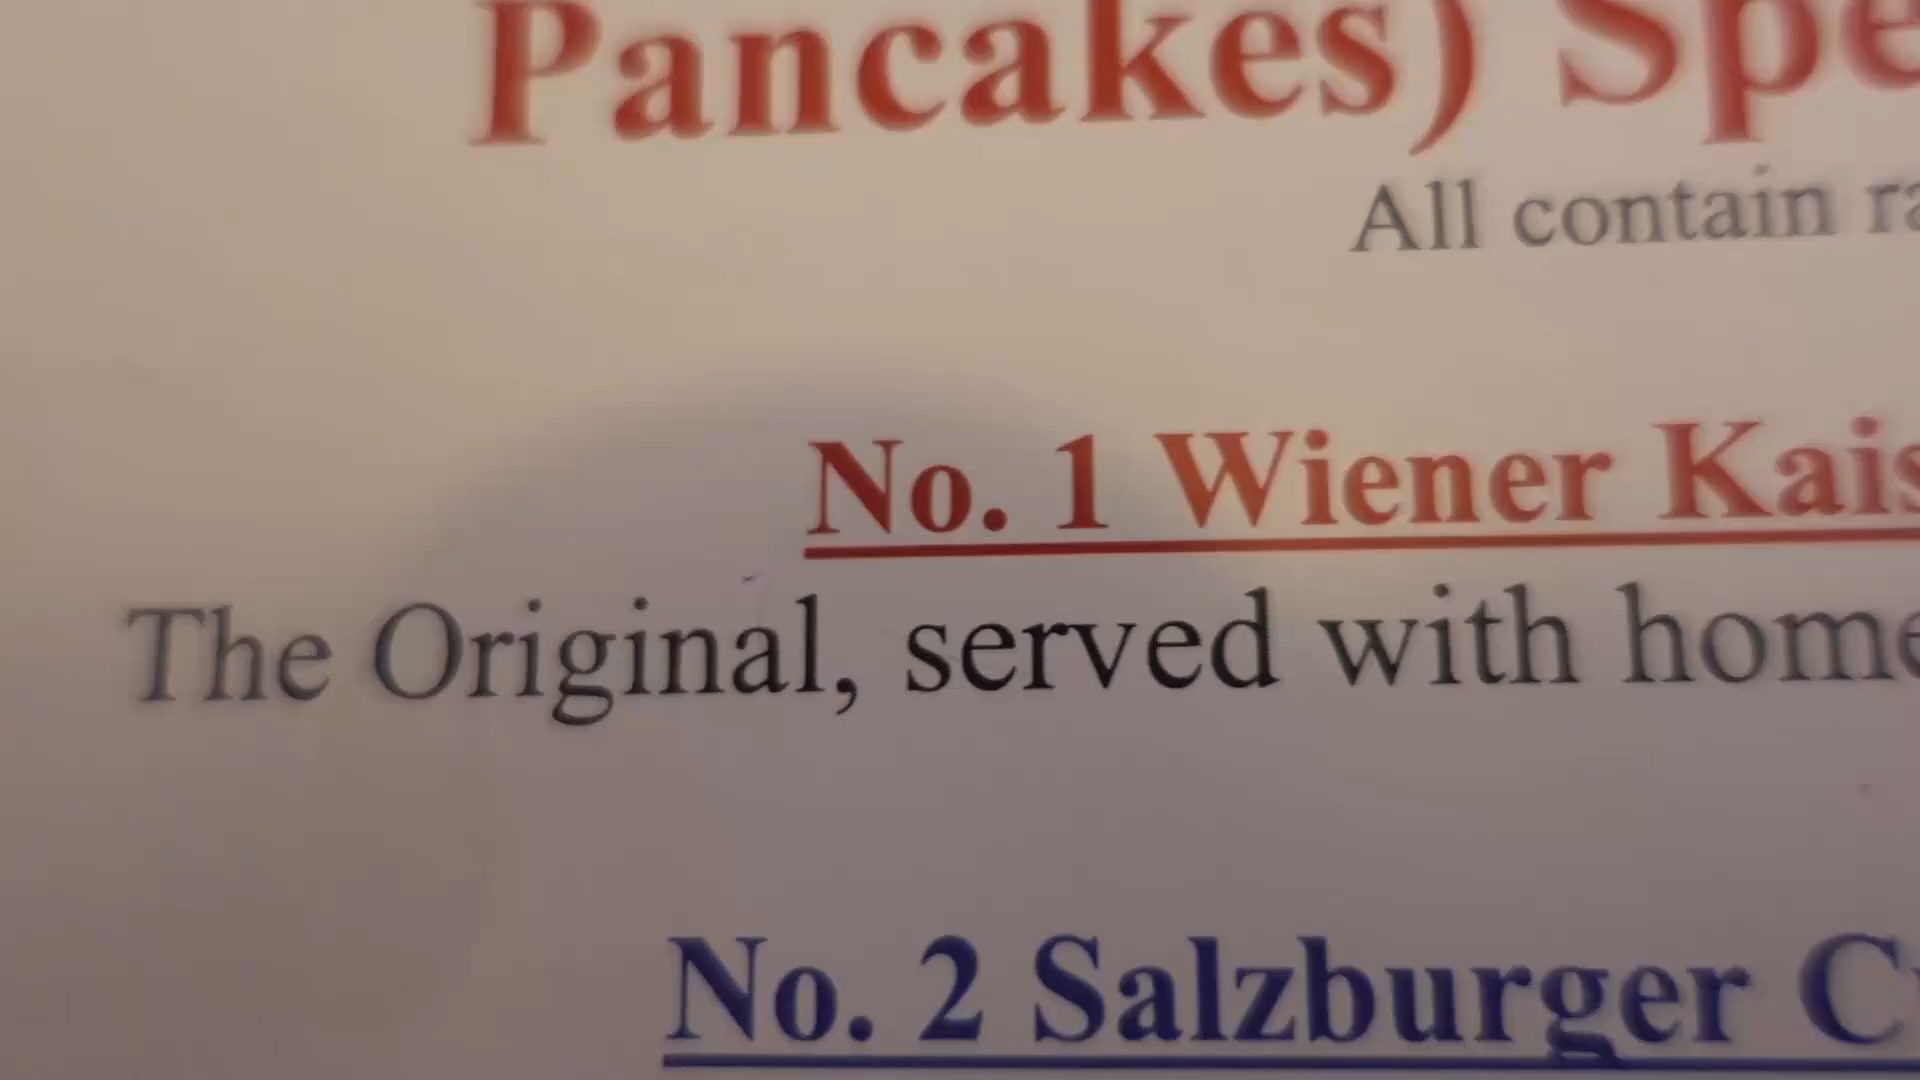 Pancakes) Spe
All contain ra
No. 1 Wiener Kais
The Original, served with home
No. 2 Salzburger C